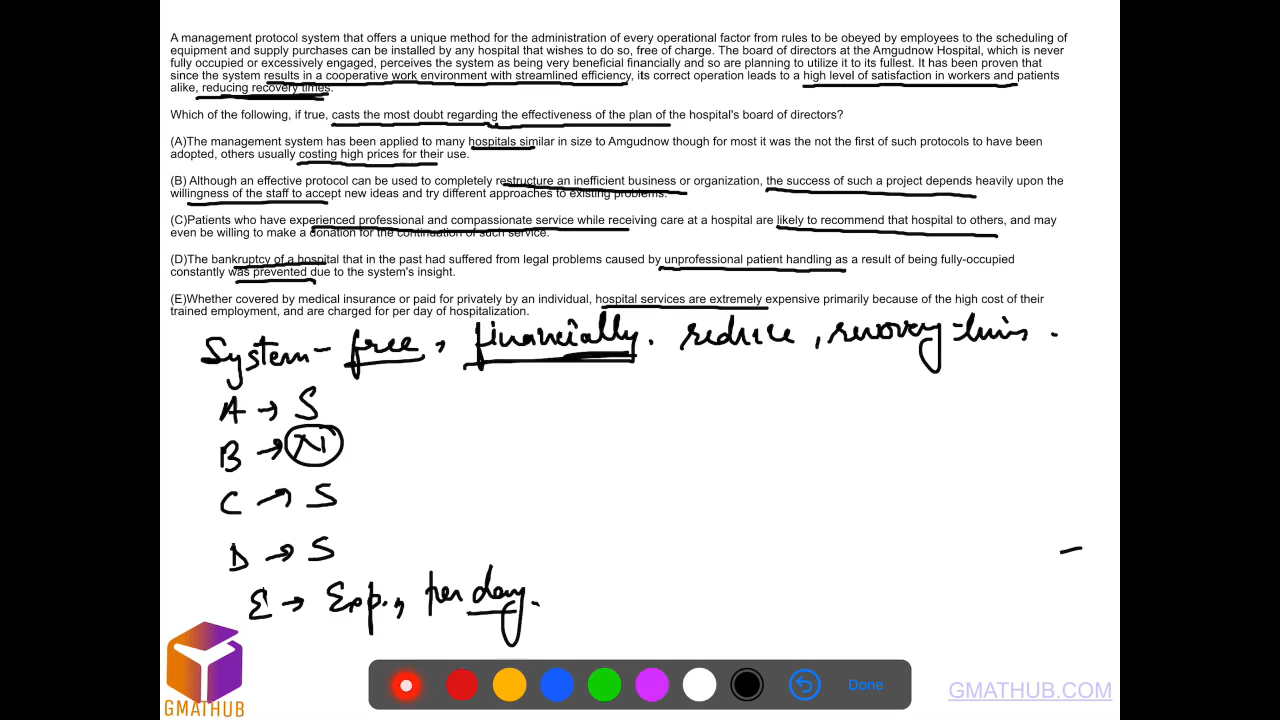 A management protocol system that offers a unique method for the administration of every operational factor from rules to be obeyed by employees to the scheduling of
equipment and supply purchases can be installed by any hospital that wishes to do so, free of charge. The board of directors at the Amgudnow Hospital, which is never
fully occupied or excessively engaged, perceives the system as being very beneficial financially and so are planning to utilize it to its fullest. It has been proven that
since the system results in a cooperative work environment with streamlined efficiency, its correct operation leads to a high level of satisfaction in workers and patients
alike, reducing recovery times.
Which of the following, if true, casts the most doubt regarding the effectiveness of the plan of the hospital's board of directors?
(A)The management system has been applied to many hospitals similar in size to Amgudnow though for most it was the not the first of such protocols to have been
adopted, others usually costing high prices for their use.
(B) Although an effective protocol can be used to completely restructure an inefficient business or organization, the success of such a project depends heavily upon the
willingness of the staff to accept new ideas and try different approaches to existing problems.
(C)Patients who have experienced professional and compassionate service while receiving care at a hospital are likely to recommend that hospital to others, and may
even be willing to make a donation for the continuation of such service.
(D)The bankruptcy of a hospital that in the past had suffered from legal problems caused by unprofessional patient handling as a result of being fully-occupied
constantly was prevented due to the system's insight.
(E)Whether covered by medical insurance or paid for privately by an individual, hospital services are extremely expensive primarily because of the high cost of their
trained employment, and are charged for per day of hospitalization.
System - free, financially. reduce, recovery-time.
A → S
B → N
C → S
D → S
E → Exp., per day.
GMATHUB
Done
GMATHUB.COM